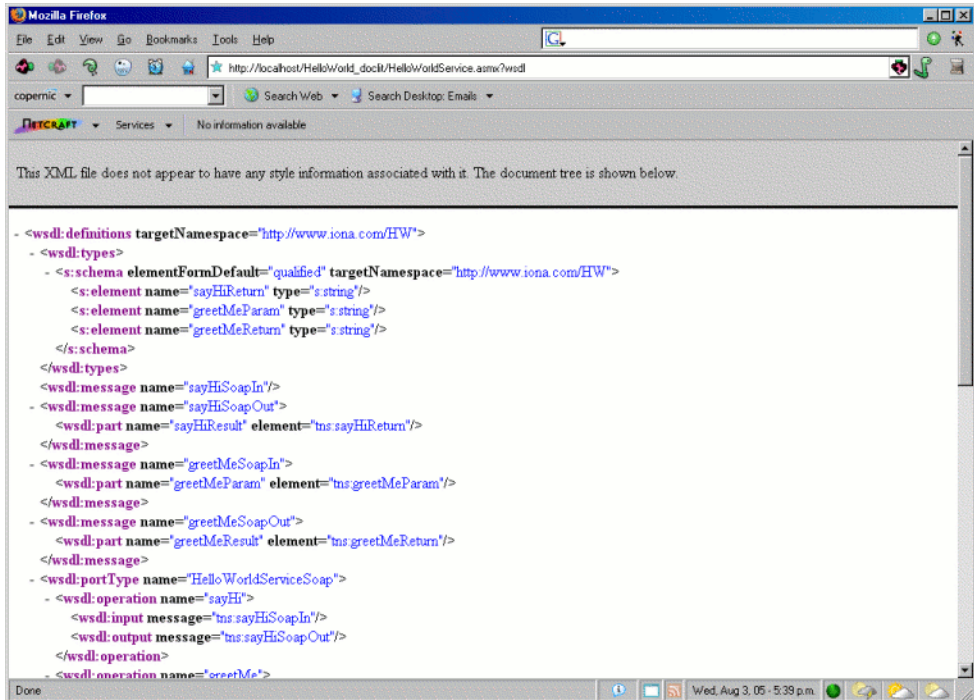 Mozilla Firefox
File Edit View Go Bookmarks Tools Help
G
http://localhost/HelloWorld_doclit/HelloWorldService.asmx?wsdl
copernic Search Web Search Desktop: Emails
NETCRAFT Services No information available
This XML file does not appear to have any style information associated with it. The document tree is shown below.
- <wsdl:definitions targetNamespace="http://www.iona.com/HW">
- <wsdl:types>
- <s:schema elementFormDefault="qualified" targetNamespace="http://www.iona.com/HW">
<s:element name="sayHiReturn" type="s:string"/>
<s:element name="greetMeParam" type="s:string"/>
<s:element name="greetMeReturn" type="s:string"/>
</s:schema>
</wsdl:types>
<wsdl:message name="sayHiSoapIn"/>
- <wsdl:message name="sayHiSoapOut">
<wsdl:part name="sayHiResult" element="tns:sayHiReturn"/>
</wsdl:message>
- <wsdl:message name="greetMeSoapIn">
<wsdl:part name="greetMeParam" element="tns:greetMeParam"/>
</wsdl:message>
- <wsdl:message name="greetMeSoapOut">
<wsdl:part name="greetMeResult" element="tns:greetMeReturn"/>
</wsdl:message>
- <wsdl:portType name="HelloWorldServiceSoap">
- <wsdl:operation name="sayHi">
<wsdl:input message="tns:sayHiSoapIn"/>
<wsdl:output message="tns:sayHiSoapOut"/>
</wsdl:operation>
- <wsdl:operation name="greetMe">
Done Wed, Aug 3, 05 - 5:39 p.m.